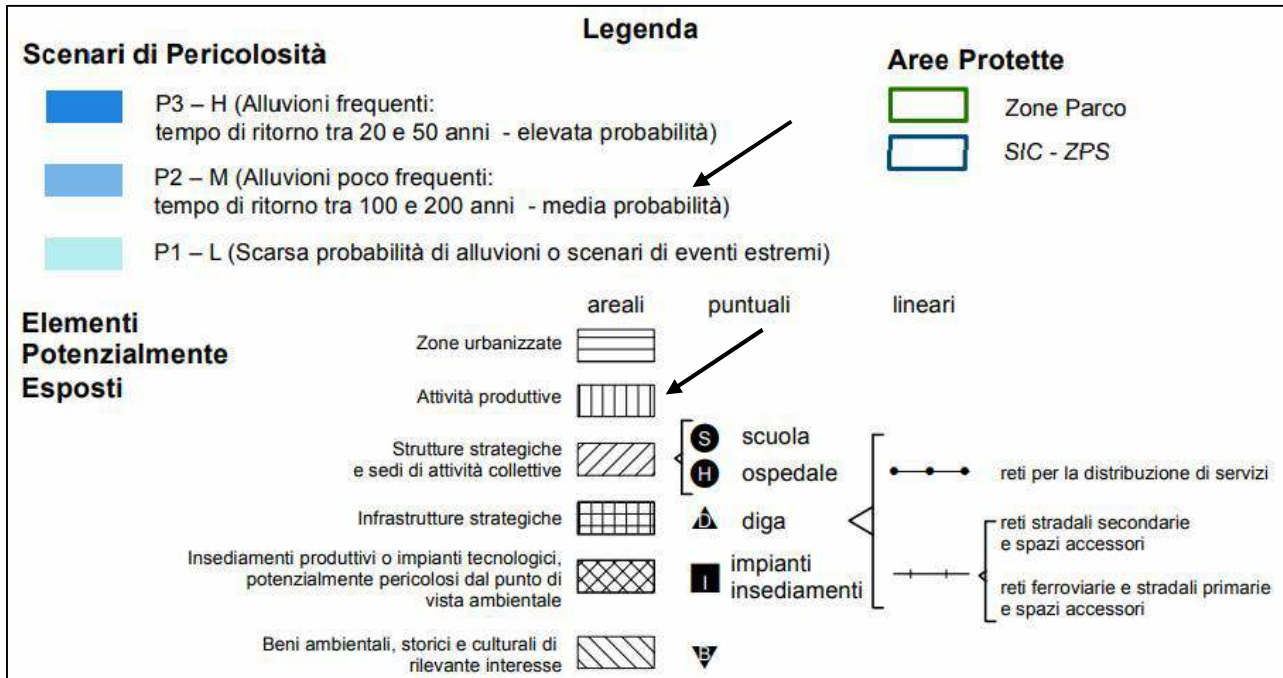 Legenda
Scenari di Pericolosità
P3 – H (Alluvioni frequenti:
tempo di ritorno tra 20 e 50 anni - elevata probabilità)
P2 – M (Alluvioni poco frequenti:
tempo di ritorno tra 100 e 200 anni - media probabilità)
P1 – L (Scarsa probabilità di alluvioni o scenari di eventi estremi)
Aree Protette
Zone Parco
SIC - ZPS
Elementi
Potenzialmente
Esposti
areali puntuali lineari
Zone urbanizzate
Attività produttive
Strutture strategiche
e sedi di attività collettive
Infrastrutture strategiche
Insediamenti produttivi o impianti tecnologici,
potenzialmente pericolosi dal punto di
vista ambientale
Beni ambientali, storici e culturali di
rilevante interesse
S scuola
H ospedale
D diga
I impianti
insediamenti
B
reti per la distribuzione di servizi
reti stradali secondarie
e spazi accessori
reti ferroviarie e stradali primarie
e spazi accessori